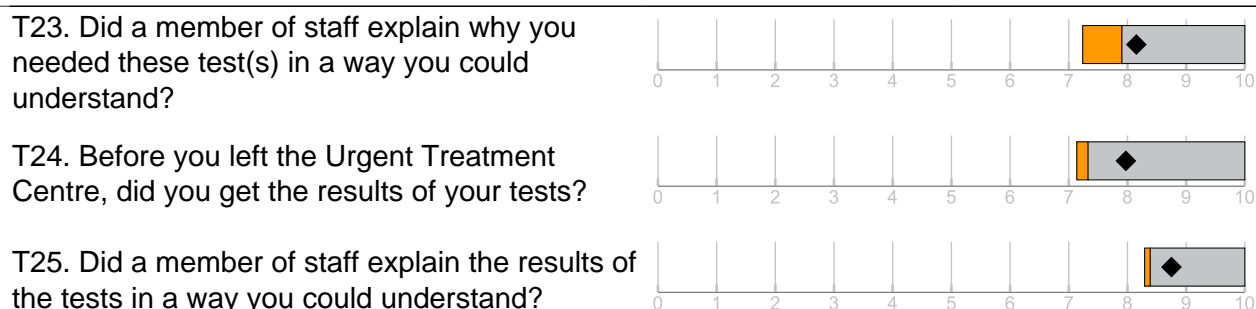 T23. Did a member of staff explain why you
needed these test(s) in a way you could
understand?
0 1 2 3 4 5 6 7 8 9 10
T24. Before you left the Urgent Treatment
Centre, did you get the results of your tests?
0 1 2 3 4 5 6 7 8 9 10
T25. Did a member of staff explain the results of
the tests in a way you could understand?
0 1 2 3 4 5 6 7 8 9 10